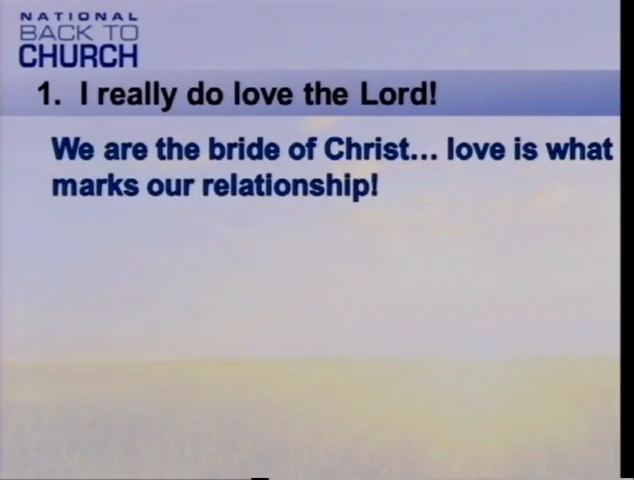 NATIONAL
BACK TO
CHURCH
1. I really do love the Lord!
We are the bride of Christ... love is what
marks our relationship!